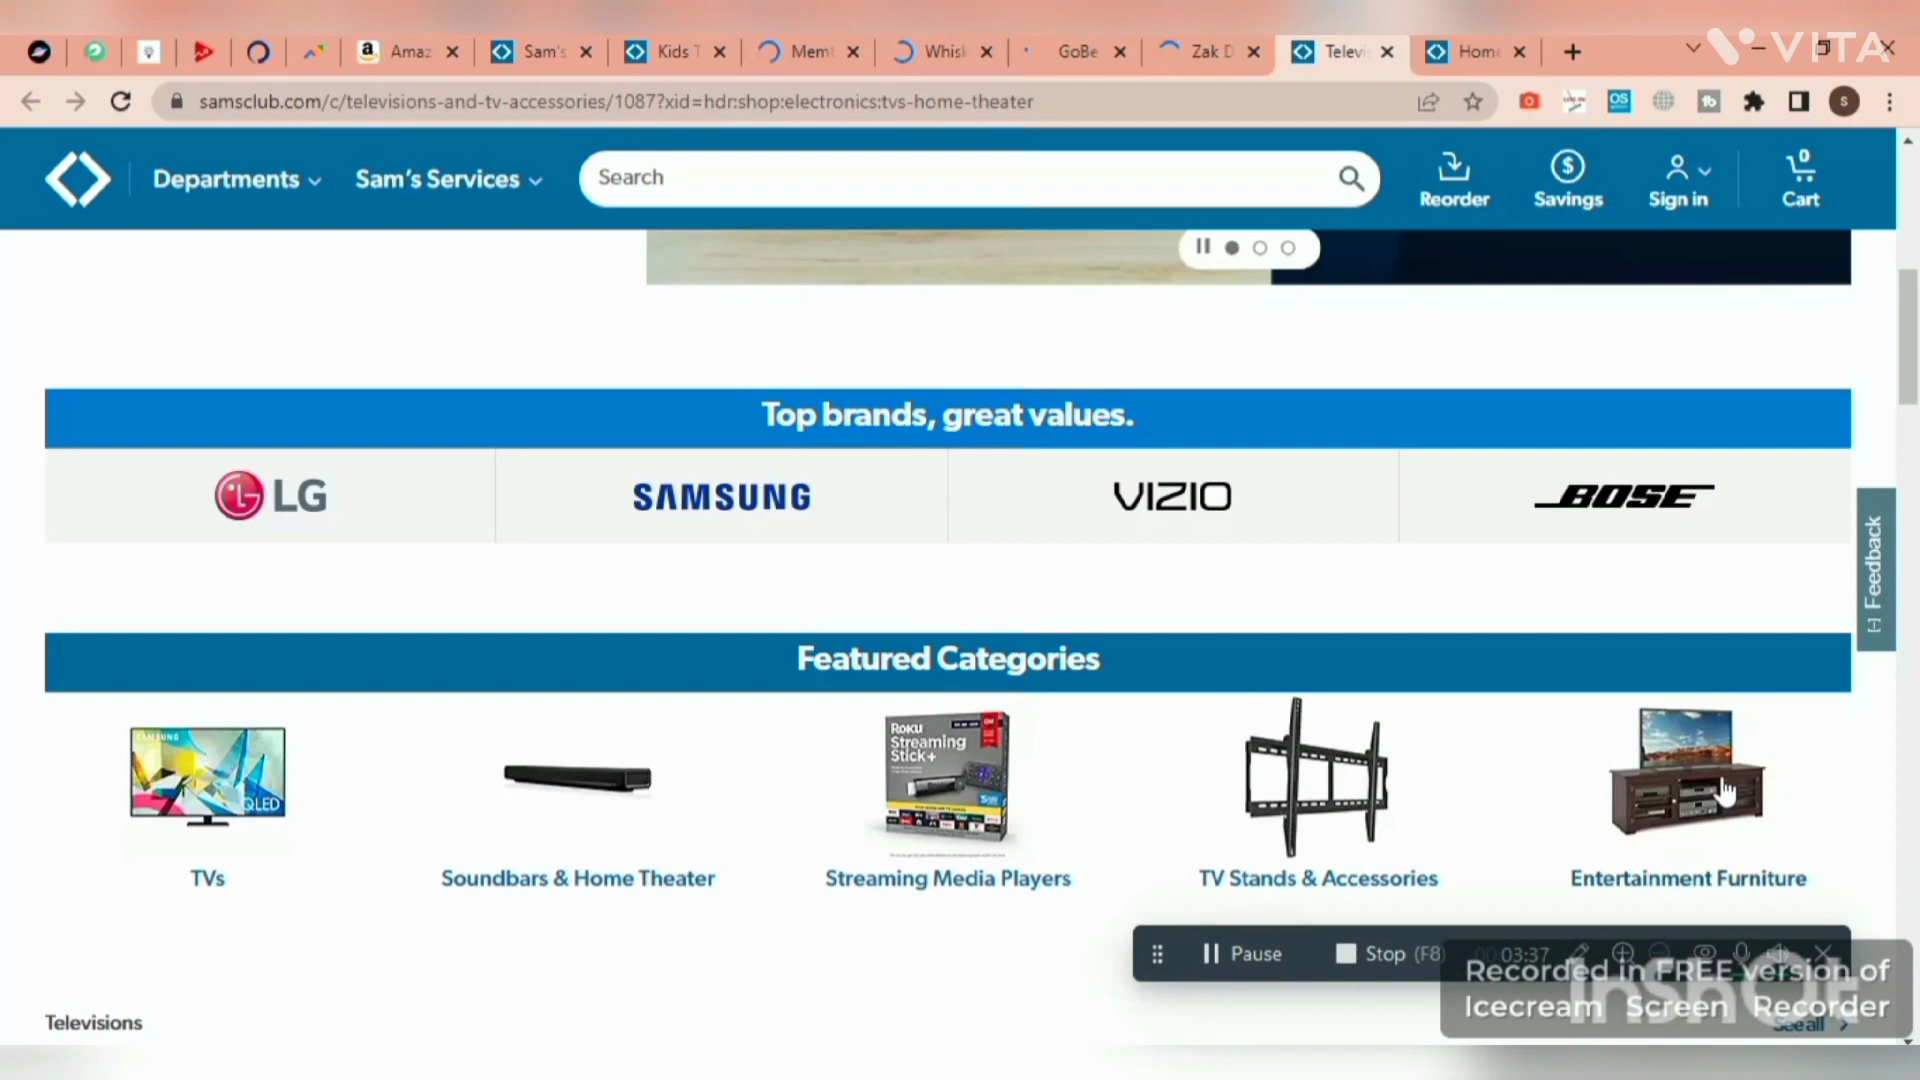 Amaz
Sam's
Kids T
Mem
Whisk
GoBe
Zak D
Televi
Home
VITA
samsclub.com/c/televisions-and-tv-accessories/1087?xid=hdr:shop:electronics:tvs-home-theater
Departments
Sam's Services
Search
Reorder
Savings
Sign in
0
Cart
Top brands, great values.
LG
SAMSUNG
VIZIO
BOSE
[-] Feedback
Featured Categories
SAMSUNG
QLED
Roku
Streaming
Stick+
TVs
Soundbars & Home Theater
Streaming Media Players
TV Stands & Accessories
Entertainment Furniture
Pause
Stop (F8)
00:03:37
Recorded in FREE version of
Icecream Screen Recorder
InShOt
Televisions
See all